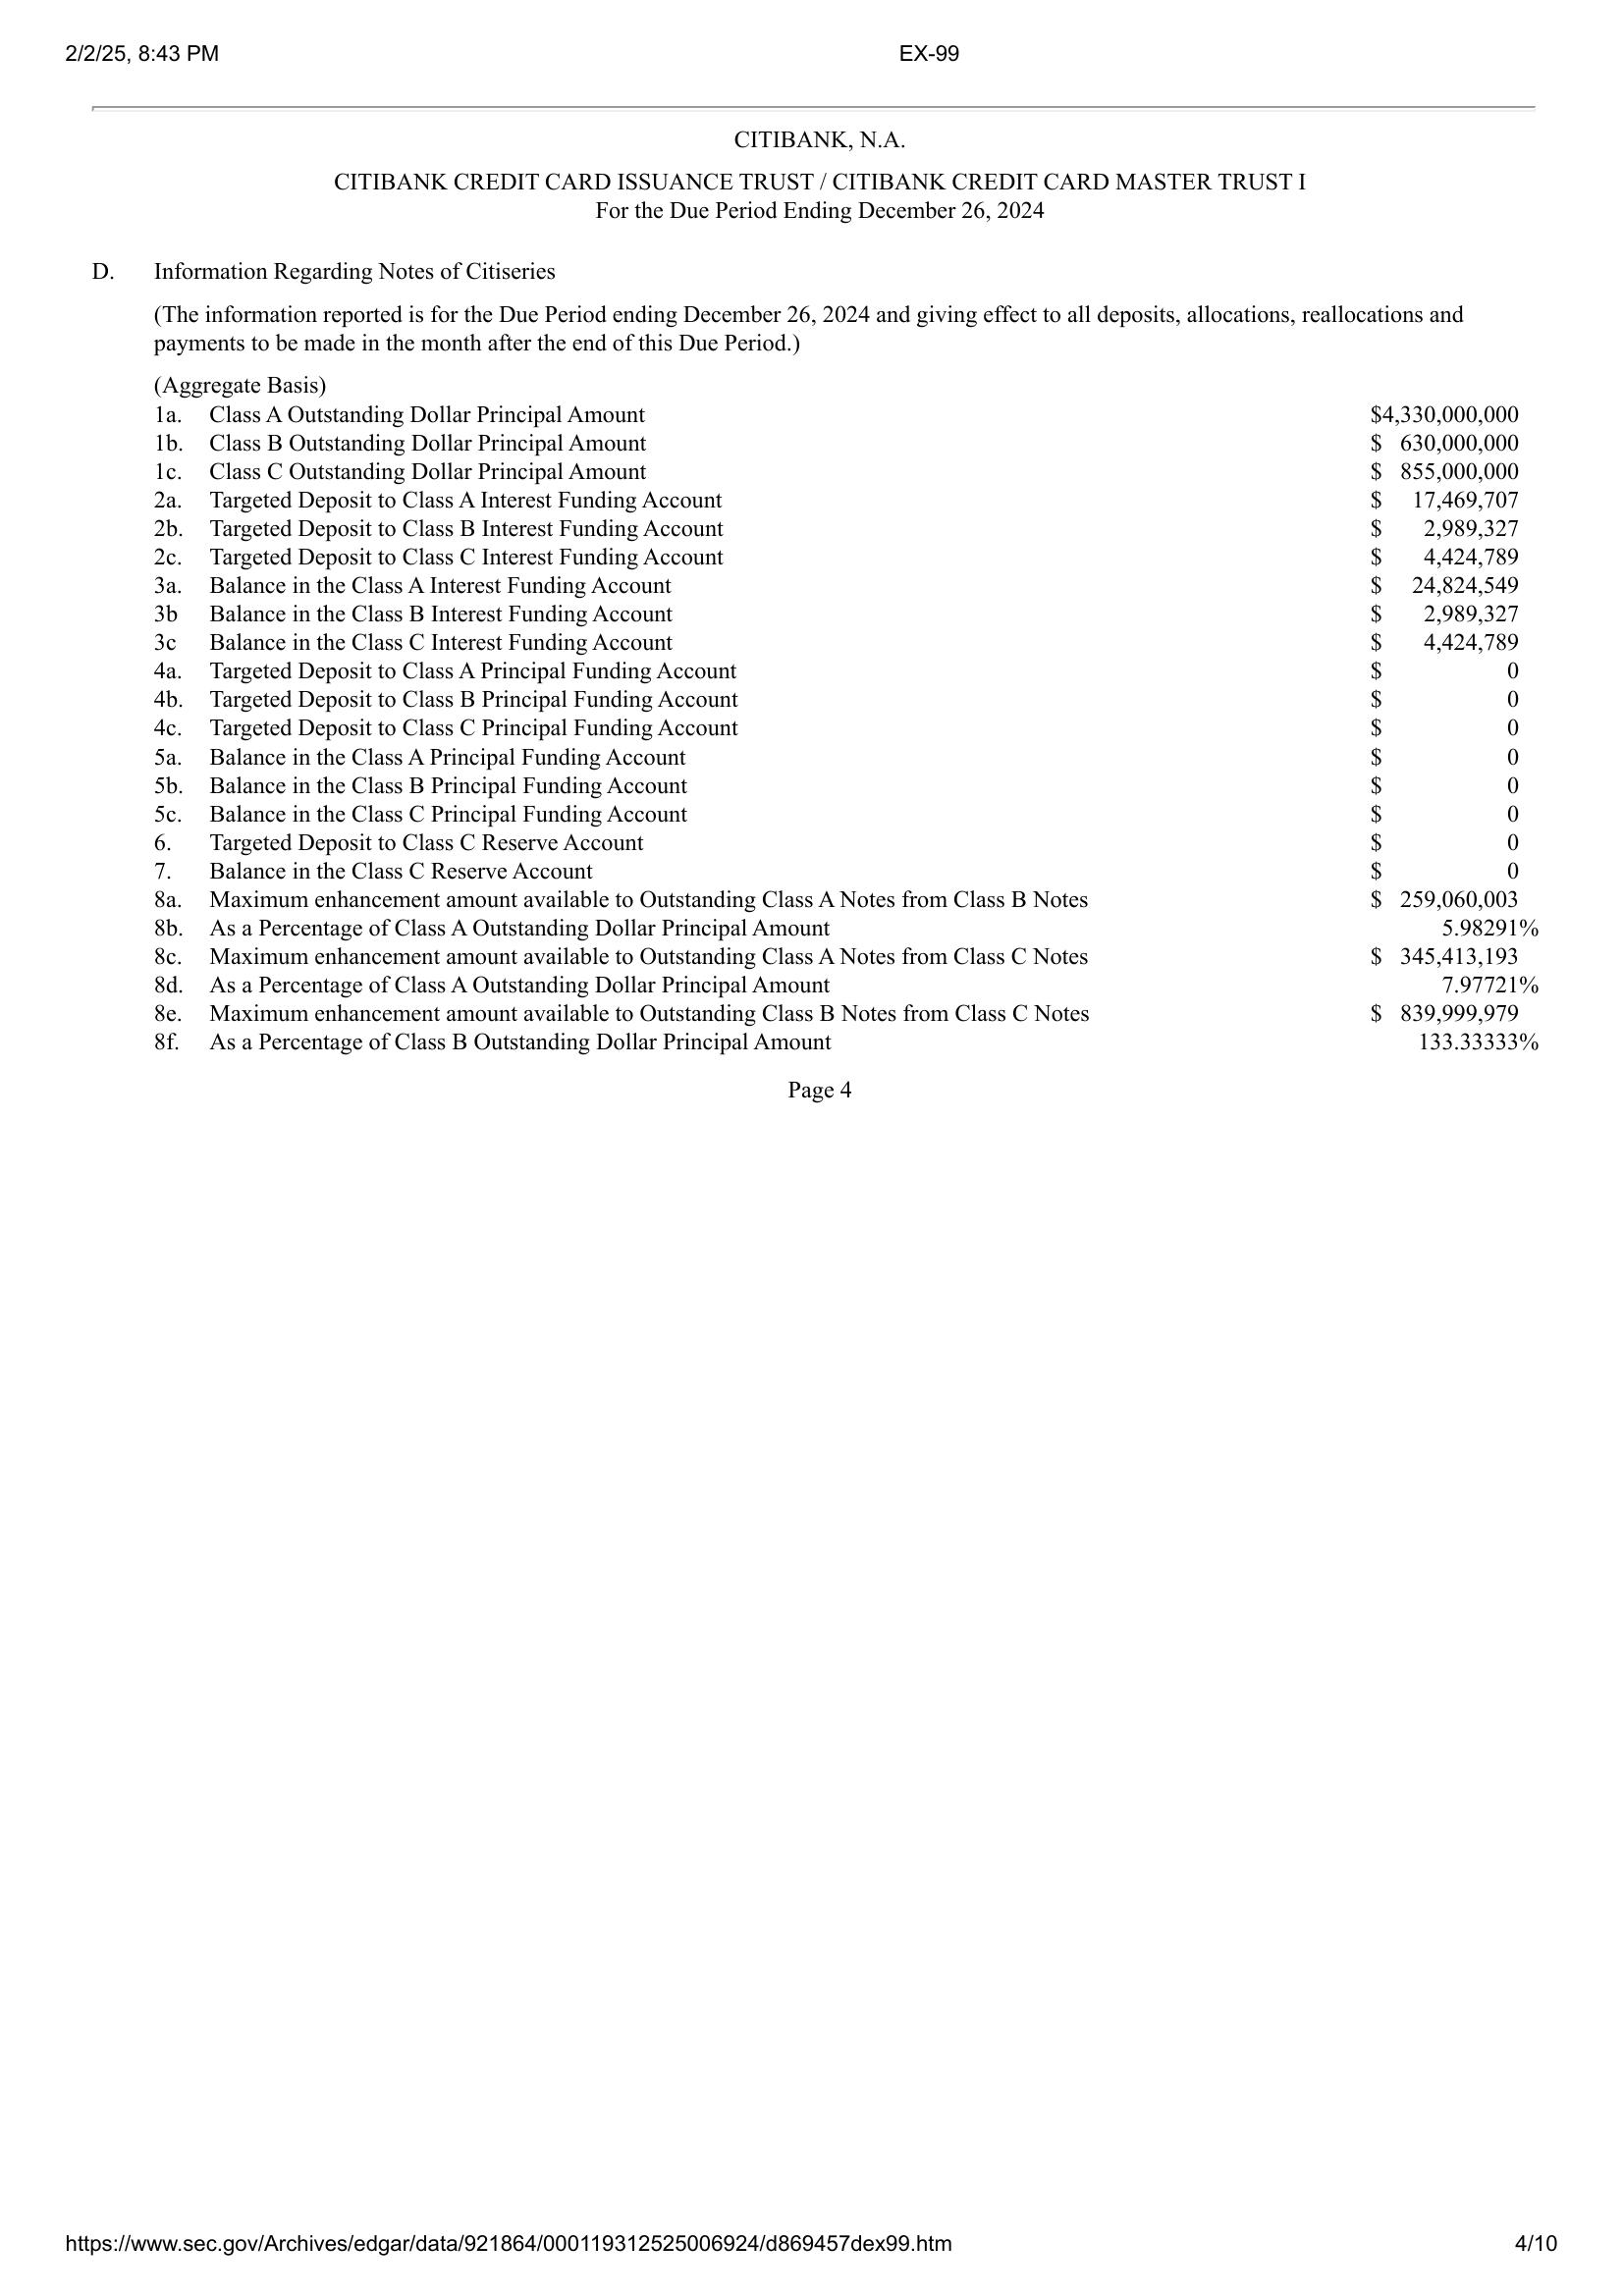 2/2/25, 8:43 PM EX-99
CITIBANK, N.A.
CITIBANK CREDIT CARD ISSUANCE TRUST / CITIBANK CREDIT CARD MASTER TRUST I
For the Due Period Ending December 26, 2024
D. Information Regarding Notes of Citiseries
(The information reported is for the Due Period ending December 26, 2024 and giving effect to all deposits, allocations, reallocations and
payments to be made in the month after the end of this Due Period.)
(Aggregate Basis)
1a. Class A Outstanding Dollar Principal Amount $4,330,000,000
1b. Class B Outstanding Dollar Principal Amount $ 630,000,000
1c. Class C Outstanding Dollar Principal Amount $ 855,000,000
2a. Targeted Deposit to Class A Interest Funding Account $ 17,469,707
2b. Targeted Deposit to Class B Interest Funding Account $ 2,989,327
2c. Targeted Deposit to Class C Interest Funding Account $ 4,424,789
3a. Balance in the Class A Interest Funding Account $ 24,824,549
3b Balance in the Class B Interest Funding Account $ 2,989,327
3c Balance in the Class C Interest Funding Account $ 4,424,789
4a. Targeted Deposit to Class A Principal Funding Account $ 0
4b. Targeted Deposit to Class B Principal Funding Account $ 0
4c. Targeted Deposit to Class C Principal Funding Account $ 0
5a. Balance in the Class A Principal Funding Account $ 0
5b. Balance in the Class B Principal Funding Account $ 0
5c. Balance in the Class C Principal Funding Account $ 0
6. Targeted Deposit to Class C Reserve Account $ 0
7. Balance in the Class C Reserve Account $ 0
8a. Maximum enhancement amount available to Outstanding Class A Notes from Class B Notes $ 259,060,003
8b. As a Percentage of Class A Outstanding Dollar Principal Amount 5.98291%
8c. Maximum enhancement amount available to Outstanding Class A Notes from Class C Notes $ 345,413,193
8d. As a Percentage of Class A Outstanding Dollar Principal Amount 7.97721%
8e. Maximum enhancement amount available to Outstanding Class B Notes from Class C Notes $ 839,999,979
8f. As a Percentage of Class B Outstanding Dollar Principal Amount 133.33333%
Page 4
https://www.sec.gov/Archives/edgar/data/921864/000119312525006924/d869457dex99.htm 4/10